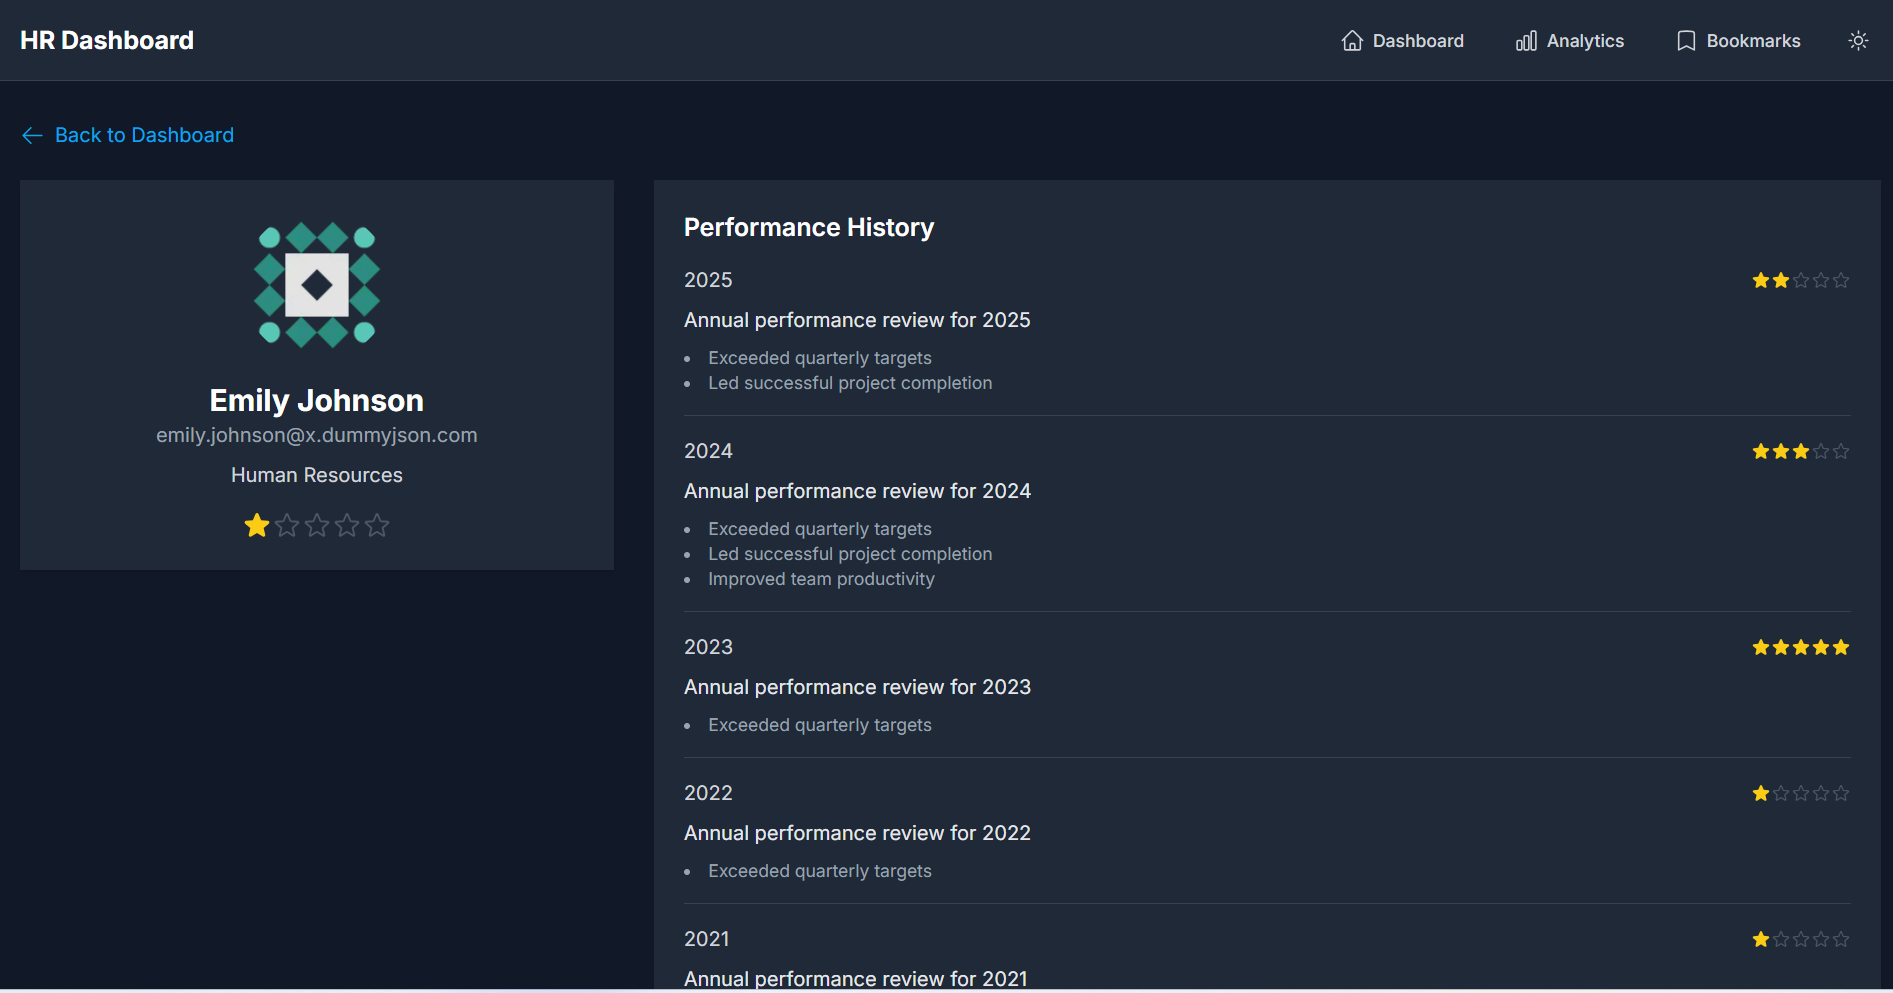 HR Dashboard
Dashboard
Analytics
Bookmarks
Back to Dashboard
Emily Johnson
emily.johnson@x.dummyjson.com
Human Resources
Performance History
2025
Annual performance review for 2025
• Exceeded quarterly targets
• Led successful project completion
2024
Annual performance review for 2024
• Exceeded quarterly targets
• Led successful project completion
• Improved team productivity
2023
Annual performance review for 2023
• Exceeded quarterly targets
2022
Annual performance review for 2022
• Exceeded quarterly targets
2021
Annual performance review for 2021